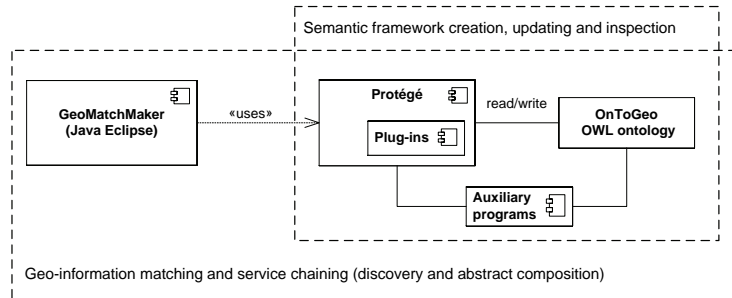 Semantic framework creation, updating and inspection
GeoMatchMaker
(Java Eclipse)
«uses»
Protégé
Plug-ins
read/write
OnToGeo
OWL ontology
Auxiliary
programs
Geo-information matching and service chaining (discovery and abstract composition)